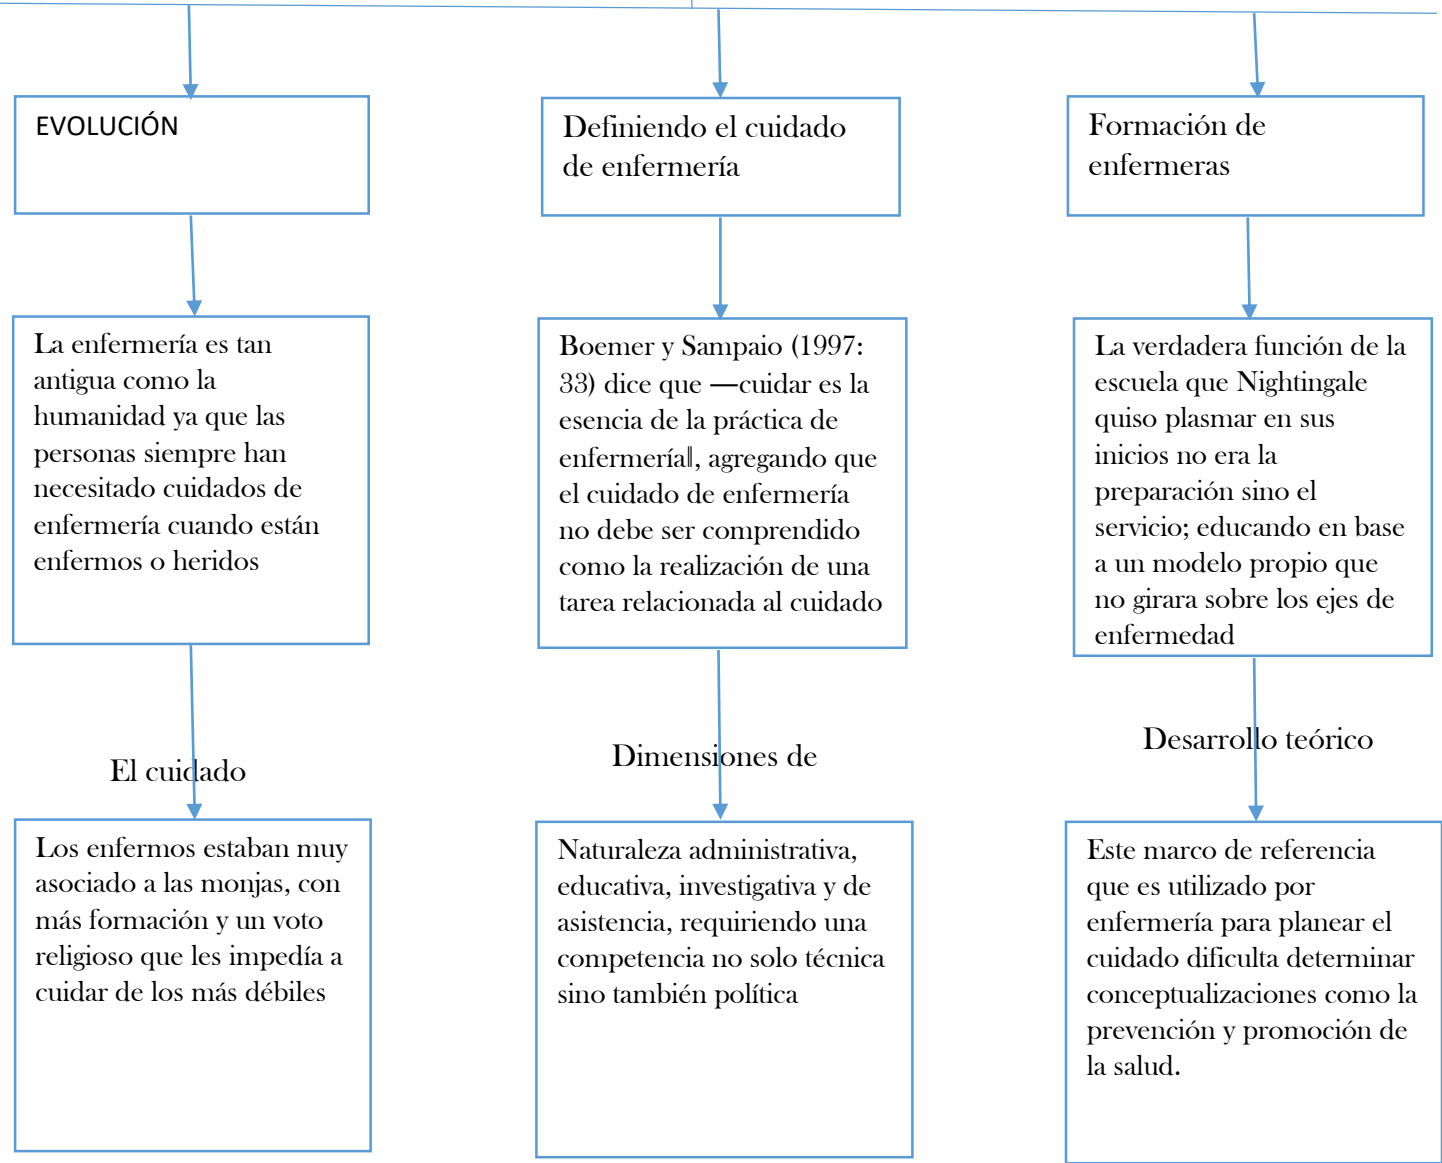 EVOLUCIÓN
La enfermería es tan
antigua como la
humanidad ya que las
personas siempre han
necesitado cuidados de
enfermería cuando están
enfermos o heridos
El cuidado
Los enfermos estaban muy
asociado a las monjas, con
más formación y un voto
religioso que les impedía a
cuidar de los más débiles
Definiendo el cuidado
de enfermería
Boemer y Sampaio (1997:
33) dice que ―cuidar es la
esencia de la práctica de
enfermería‖, agregando que
el cuidado de enfermería
no debe ser comprendido
como la realización de una
tarea relacionada al cuidado
Dimensiones de
Naturaleza administrativa,
educativa, investigativa y de
asistencia, requiriendo una
competencia no solo técnica
sino también política
Formación de
enfermeras
La verdadera función de la
escuela que Nightingale
quiso plasmar en sus
inicios no era la
preparación sino el
servicio; educando en base
a un modelo propio que
no girara sobre los ejes de
enfermedad
Desarrollo teórico
Este marco de referencia
que es utilizado por
enfermería para planear el
cuidado dificulta determinar
conceptualizaciones como la
prevención y promoción de
la salud.